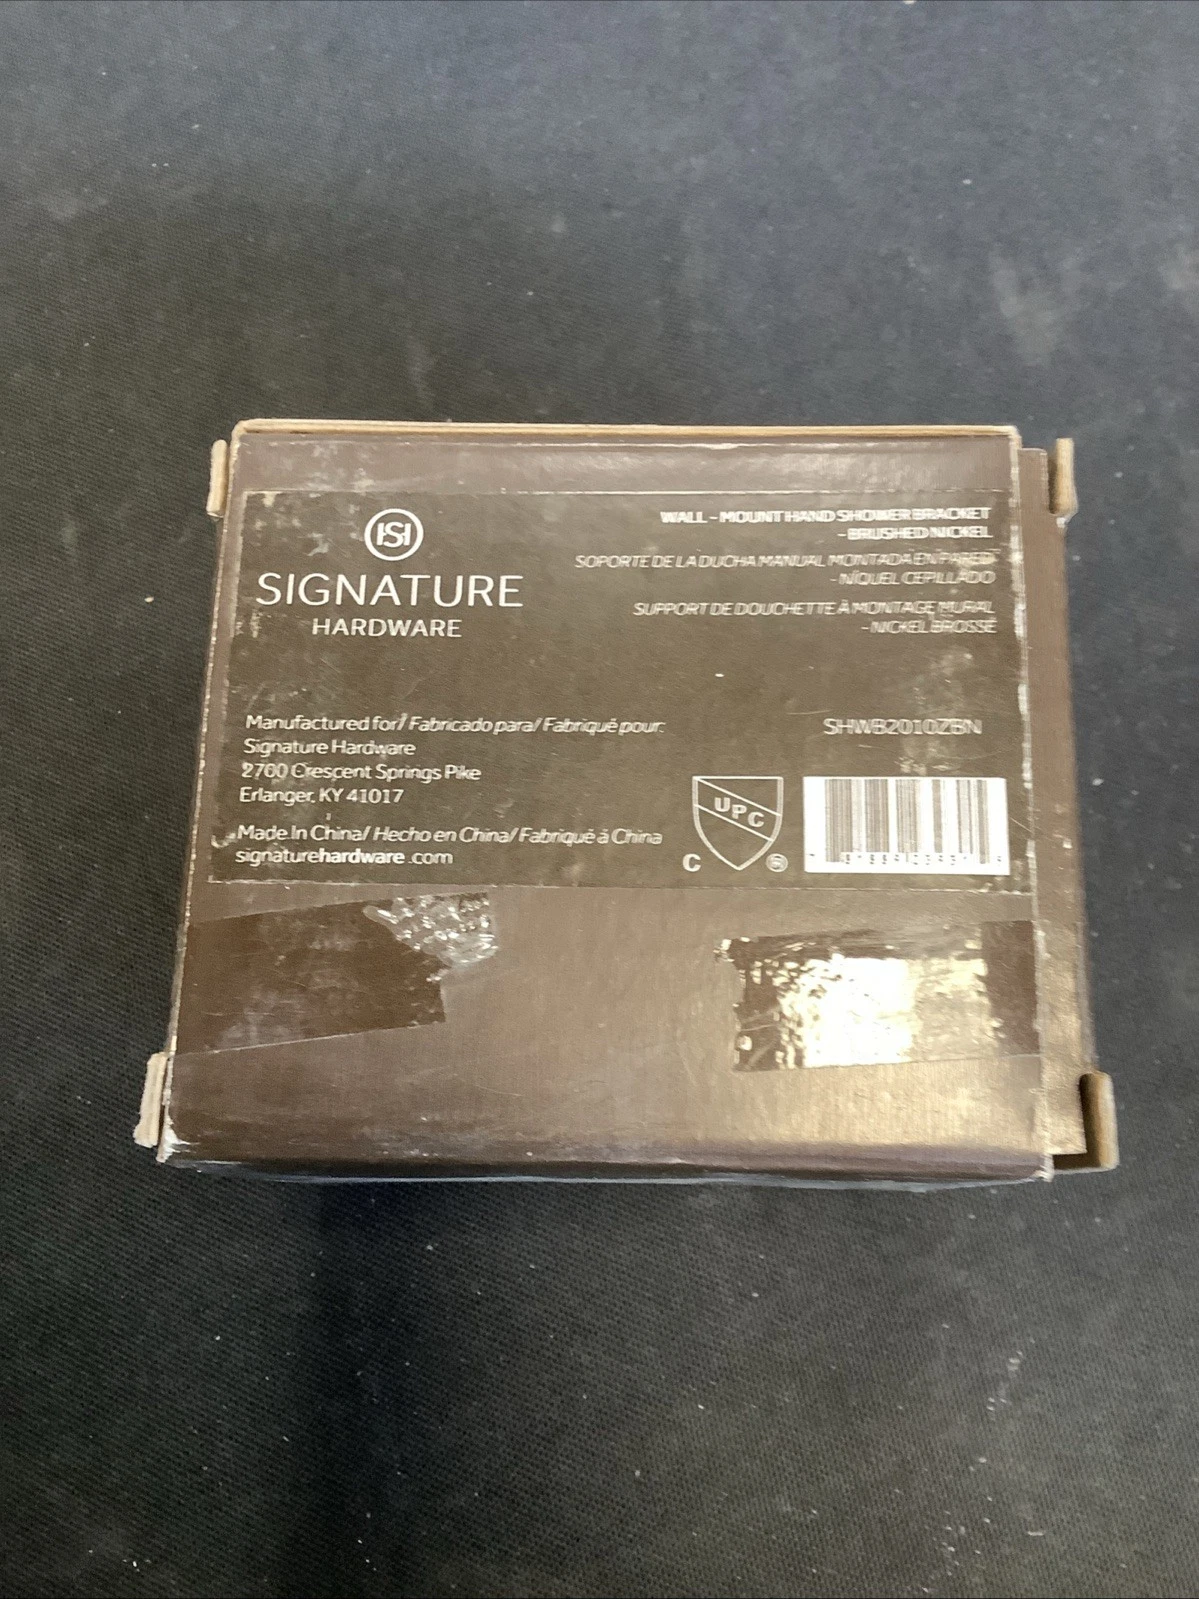 SIGNATURE
HARDWARE
WALL - MOUNT HAND SHOWER BRACKET
- BRUSHED NICKEL
SOPORTE DE LA DUCHA MANUAL MONTADA EN PARED
- NÍQUEL CEPILLADO
SUPPORT DE DOUCHETTE À MONTAGE MURAL
- NICKEL BROSSÉ
Manufactured for/ Fabricado para/ Fabriqué pour:
Signature Hardware
2700 Crescent Springs Pike
Erlanger, KY 41017
Made In China/ Hecho en China/ Fabriqué à China
signaturehardware.com
SHWB2010ZBN
UPC
C ®